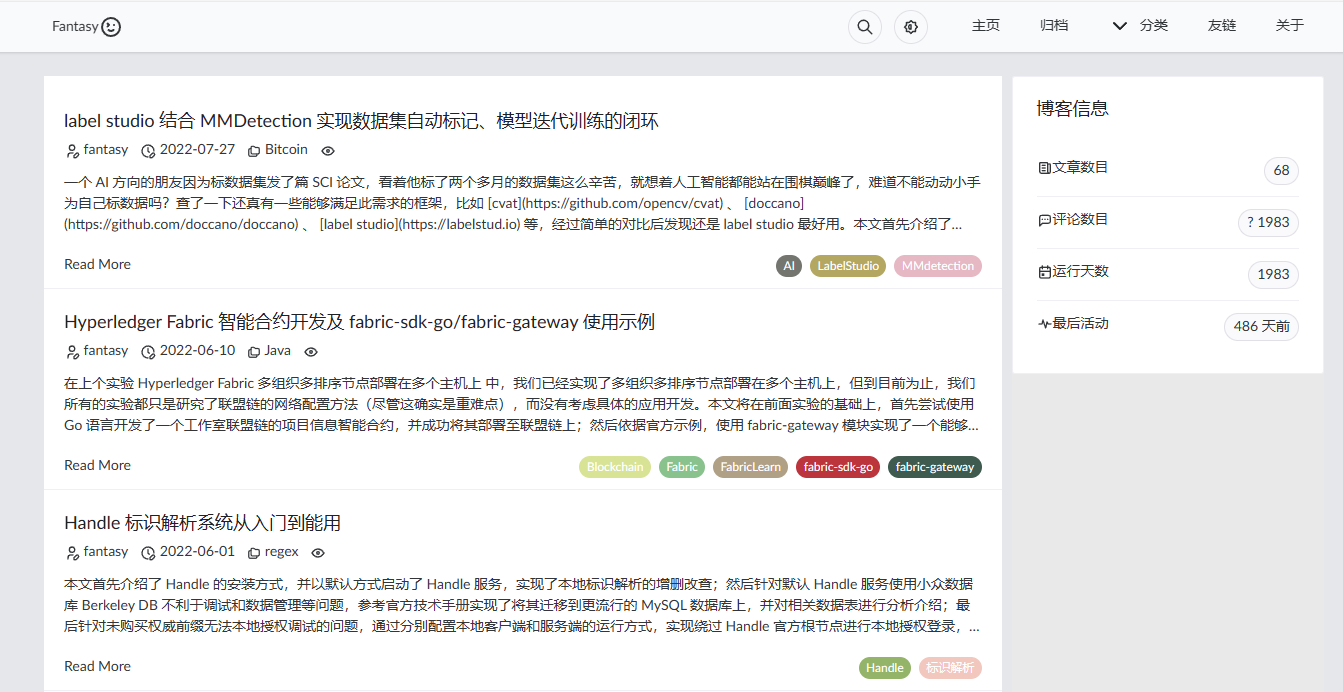 Fantasy
主页 归档 分类 友链 关于
label studio 结合 MMDetection 实现数据集自动标记、模型迭代训练的闭环
fantasy 2022-07-27 Bitcoin
一个 AI 方向的朋友因为标数据集发了篇 SCI 论文，看着他标了两个多月的数据集这么辛苦，就想着人工智能都能站在围棋巅峰了，难道不能动动小手
为自己标数据吗？查了一下还真有一些能够满足此需求的框架，比如 [cvat](https://github.com/opencv/cvat) 、 [doccano]
(https://github.com/doccano/doccano) 、 [label studio](https://labelstud.io) 等，经过简单的对比后发现还是 label studio 最好用。本文首先介绍了…
Read More
AI LabelStudio MMdetection
Hyperledger Fabric 智能合约开发及 fabric-sdk-go/fabric-gateway 使用示例
fantasy 2022-06-10 Java
在上个实验 Hyperledger Fabric 多组织多排序节点部署在多个主机上 中，我们已经实现了多组织多排序节点部署在多个主机上，但到目前为止，我们
所有的实验都只是研究了联盟链的网络配置方法（尽管这确实是重难点），而没有考虑具体的应用开发。本文将在前面实验的基础上，首先尝试使用
Go 语言开发了一个工作室联盟链的项目信息智能合约，并成功将其部署至联盟链上；然后依据官方示例，使用 fabric-gateway 模块实现了一个能够…
Read More
Blockchain Fabric FabricLearn fabric-sdk-go fabric-gateway
Handle 标识解析系统从入门到能用
fantasy 2022-06-01 regex
本文首先介绍了 Handle 的安装方式，并以默认方式启动了 Handle 服务，实现了本地标识解析的增删改查；然后针对默认 Handle 服务使用小众数据
库 Berkeley DB 不利于调试和数据管理等问题，参考官方技术手册实现了将其迁移到更流行的 MySQL 数据库上，并对相关数据表进行分析介绍；最
后针对未购买权威前缀无法本地授权调试的问题，通过分别配置本地客户端和服务端的运行方式，实现绕过 Handle 官方根节点进行本地授权登录，…
Read More
Handle 标识解析
博客信息
文章数目 68
评论数目 ? 1983
运行天数 1983
最后活动 486 天前